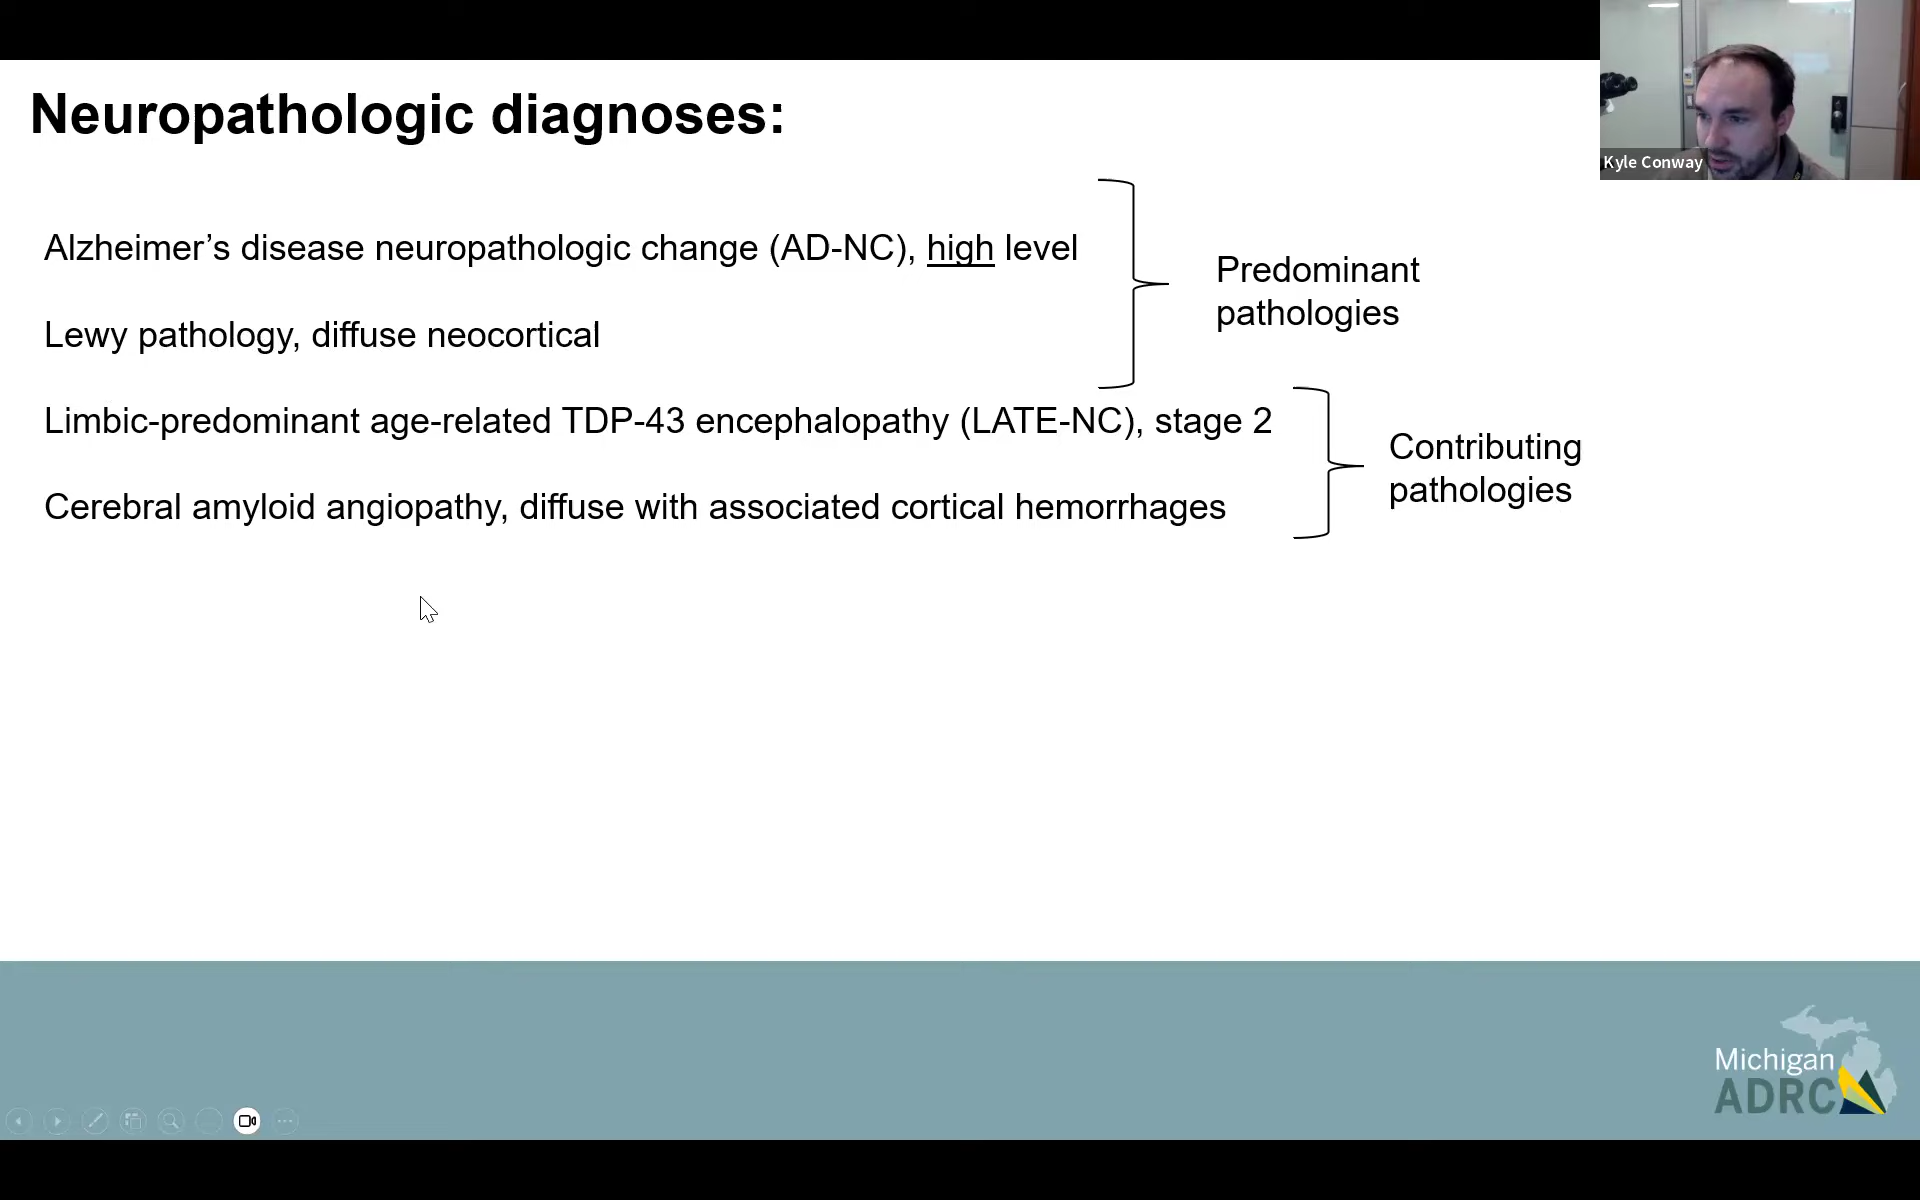 Neuropathologic diagnoses:
Alzheimer’s disease neuropathologic change (AD-NC), high level
Lewy pathology, diffuse neocortical
Predominant
pathologies
Limbic-predominant age-related TDP-43 encephalopathy (LATE-NC), stage 2
Cerebral amyloid angiopathy, diffuse with associated cortical hemorrhages
Contributing
pathologies
Kyle Conway
Michigan
ADRC